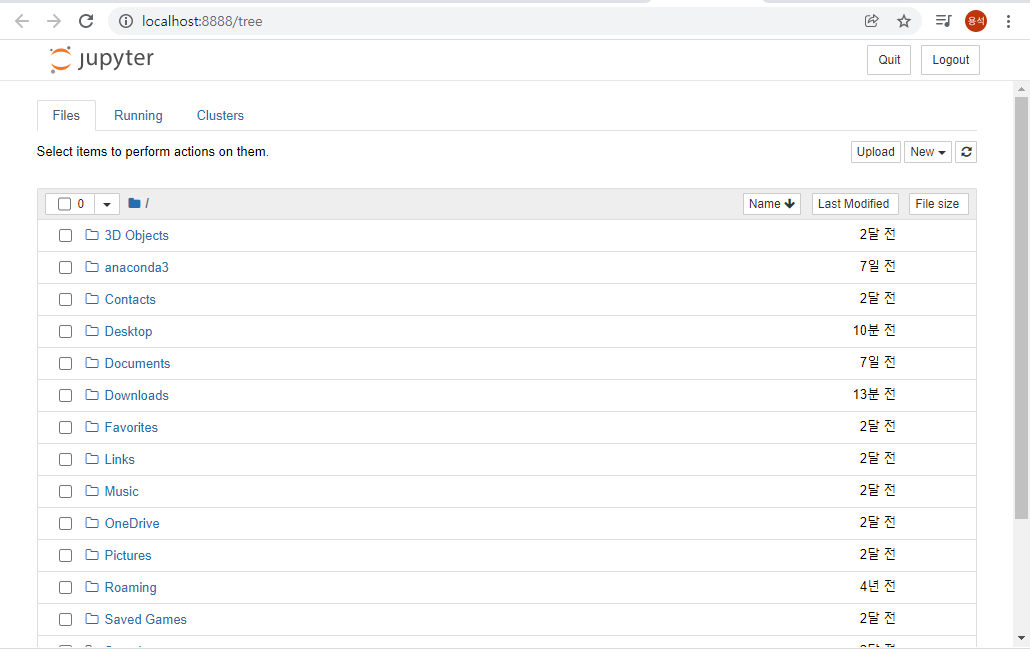 localhost:8888/tree
용석
jupyter
Quit
Logout
Files
Running
Clusters
Select items to perform actions on them.
Upload
New
0
/
Name
Last Modified
File size
3D Objects 2달 전
anaconda3 7일 전
Contacts 2달 전
Desktop 10분 전
Documents 7일 전
Downloads 13분 전
Favorites 2달 전
Links 2달 전
Music 2달 전
OneDrive 2달 전
Pictures 2달 전
Roaming 4년 전
Saved Games 2달 전